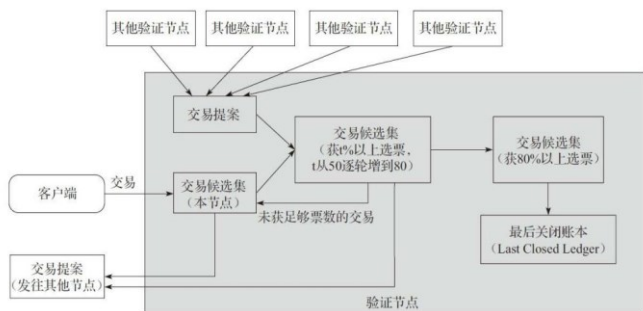 其他验证节点
其他验证节点
其他验证节点
其他验证节点
交易提案
交易候选集
(获t%以上选票，
t从50逐轮增到80)
交易候选集
(获80%以上选票)
客户端
交易
交易候选集
(本节点)
未获足够票数的交易
最后关闭账本
(Last Closed Ledger)
交易提案
(发往其他节点)
验证节点